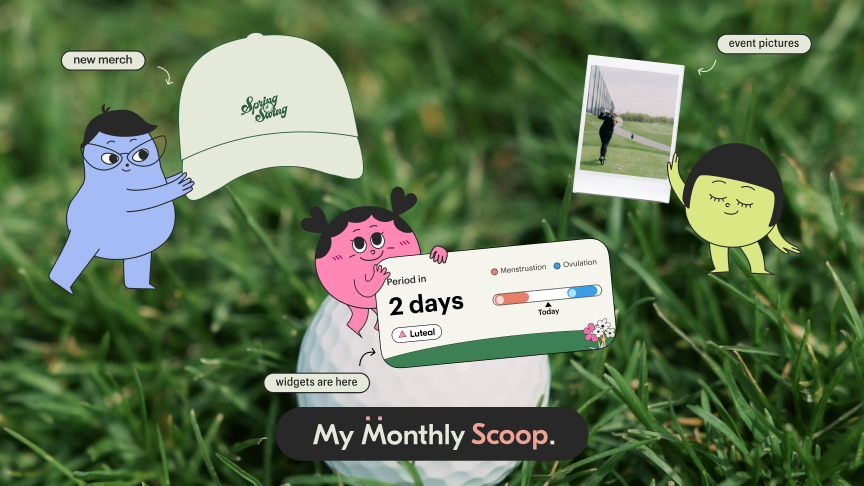 new merch
event pictures
Spring
Swing
Period in
2 days
Luteal
Menstruation
Ovulation
Today
widgets are here
My Monthly Scoop.